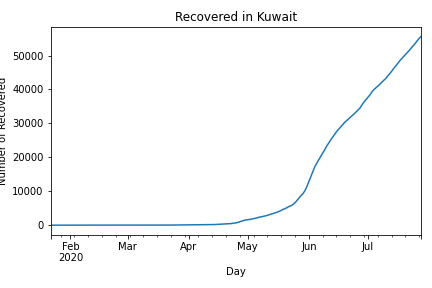 Recovered in Kuwait
Number of Recovered
50000
40000
30000
20000
10000
0
Feb
2020
Mar
Apr
May
Jun
Jul
Day